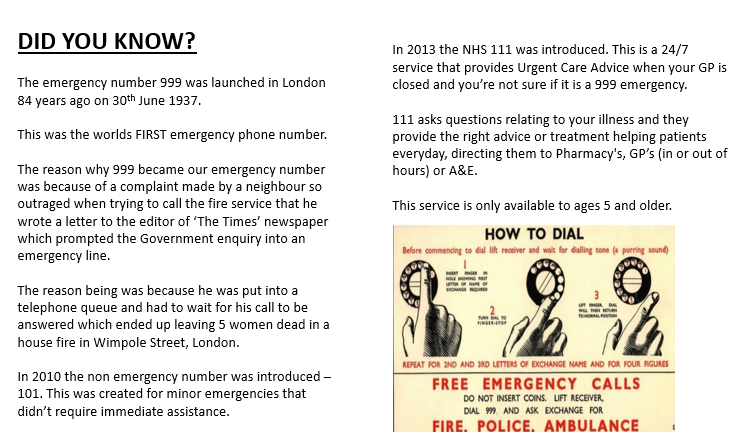 DID YOU KNOW?
The emergency number 999 was launched in London
84 years ago on 30th June 1937.
This was the worlds FIRST emergency phone number.
The reason why 999 became our emergency number
was because of a complaint made by a neighbour so
outraged when trying to call the fire service that he
wrote a letter to the editor of ‘The Times’ newspaper
which prompted the Government enquiry into an
emergency line.
The reason being was because he was put into a
telephone queue and had to wait for his call to be
answered which ended up leaving 5 women dead in a
house fire in Wimpole Street, London.
In 2010 the non emergency number was introduced –
101. This was created for minor emergencies that
didn’t require immediate assistance.
In 2013 the NHS 111 was introduced. This is a 24/7
service that provides Urgent Care Advice when your GP is
closed and you’re not sure if it is a 999 emergency.
111 asks questions relating to your illness and they
provide the right advice or treatment helping patients
everyday, directing them to Pharmacy's, GP’s (in or out of
hours) or A&E.
This service is only available to ages 5 and older.
HOW TO DIAL
Before commencing to dial lift receiver and wait for dialling tone (a purring sound)
1
INSERT FINGER IN
HOLE SHOWING FIRST
LETTER OF NAME OF
EXCHANGE REQUIRED
2
TURN DIAL TO
FINGER-STOP
3
LIFT FINGER. DIAL
WILL THEN RETURN
TO NORMAL POSITION
REPEAT FOR 2ND AND 3RD LETTERS OF EXCHANGE NAME AND FOR FOUR FIGURES
FREE EMERGENCY CALLS
DO NOT INSERT COINS. LIFT RECEIVER,
DIAL 999 AND ASK EXCHANGE FOR
FIRE, POLICE, AMBULANCE